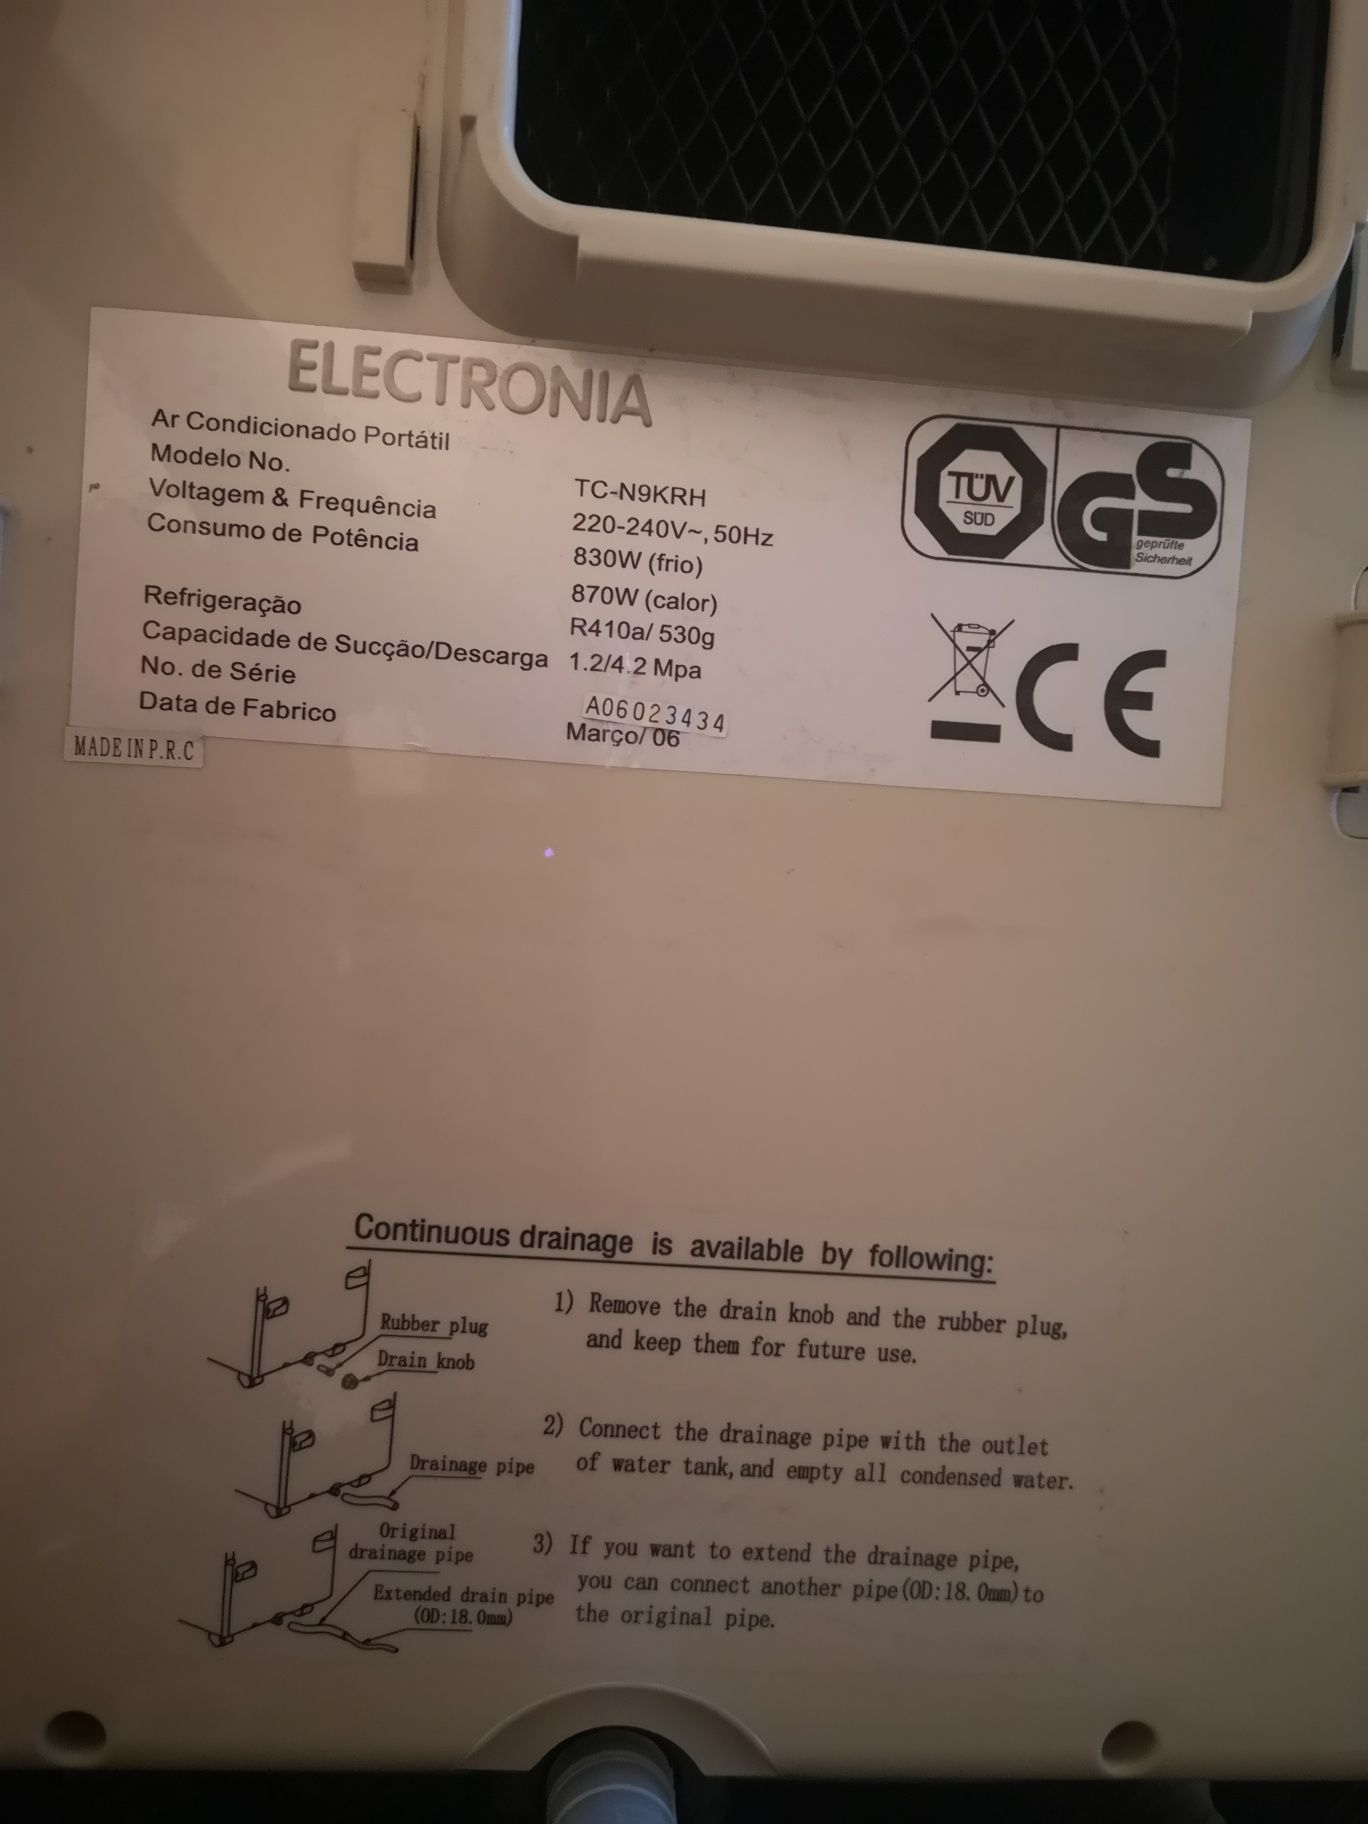 ELECTRONIA
Ar Condicionado Portátil
Modelo No. TC-N9KRH
Voltagem & Frequência 220-240V~, 50Hz
Consumo de Potência 830W (frio)
870W (calor)
Refrigeração R410a/ 530g
Capacidade de Sucção/Descarga 1.2/4.2 Mpa
No. de Série A06023434
Data de Fabrico Março/ 06
MADE IN P.R.C
TÜV
SÜD
GS
geprüfte
Sicherheit
CE
Continuous drainage is available by following:
Rubber plug
Drain knob
1) Remove the drain knob and the rubber plug,
and keep them for future use.
Drainage pipe
2) Connect the drainage pipe with the outlet
of water tank, and empty all condensed water.
Original
drainage pipe
Extended drain pipe
(OD:18.0mm)
3) If you want to extend the drainage pipe,
you can connect another pipe(OD:18.0mm)to
the original pipe.